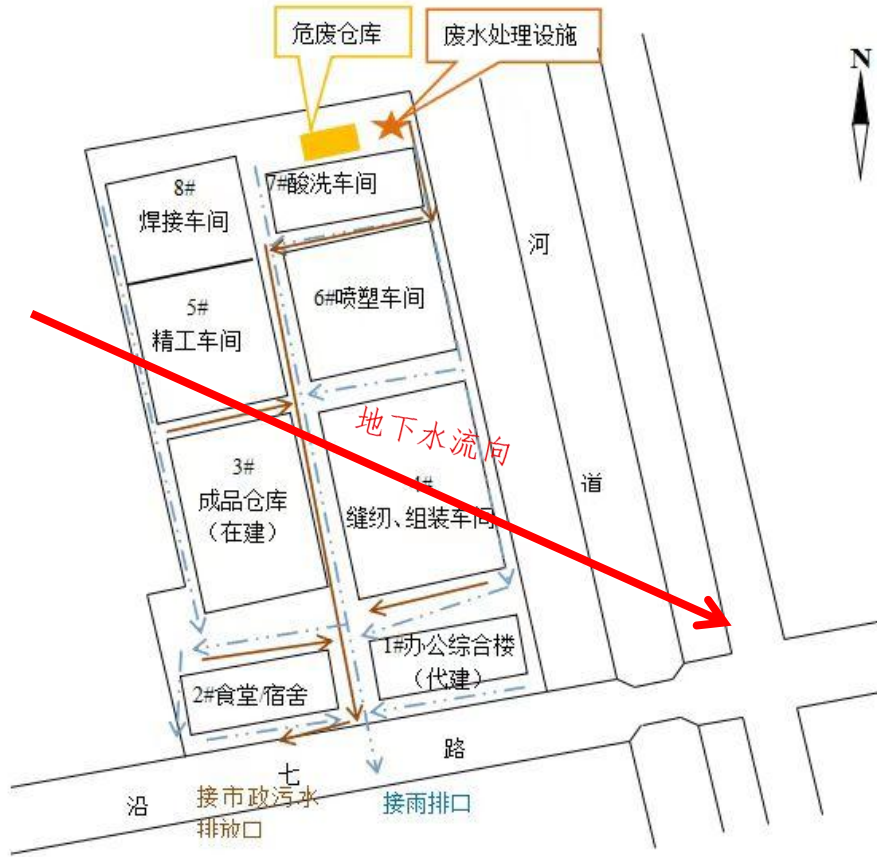 危废仓库
废水处理设施
N
8#
焊接车间
7#酸洗车间
河
5#
精工车间
6#喷塑车间
地下水流向
道
3#
成品仓库
（在建）
4#
缝纫、组装车间
1#办公综合楼
（代建）
2#食堂/宿舍
路
七
沿
接市政污水
排放口
接雨排口